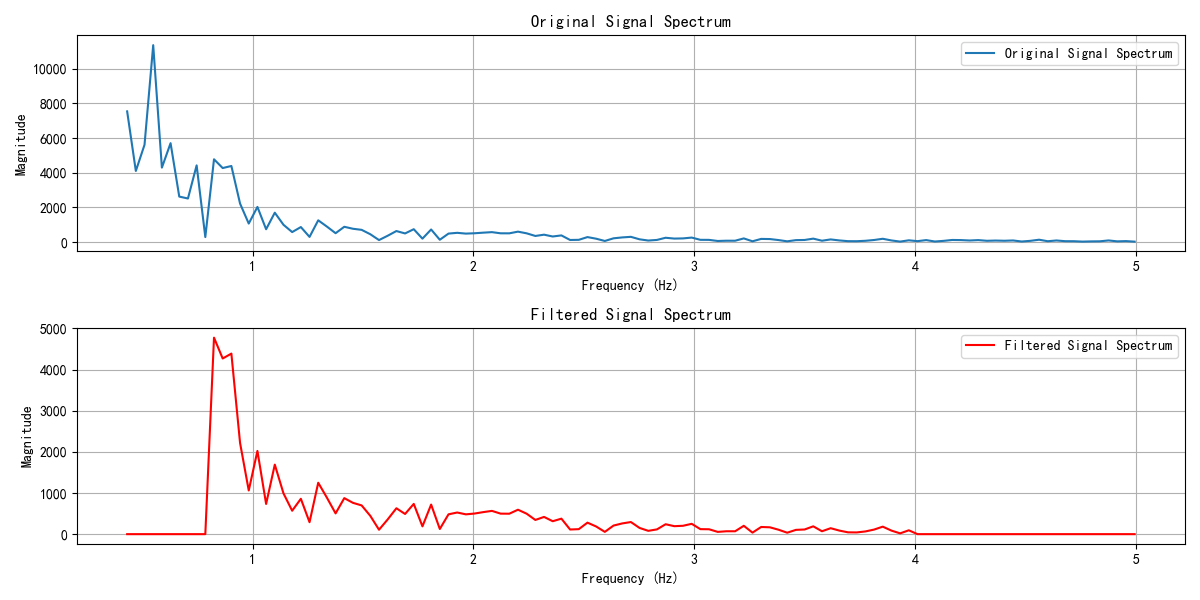 Original Signal Spectrum
Original Signal Spectrum
Magnitude
10000
8000
6000
4000
2000
0
1
2
3
4
5
Frequency (Hz)
Filtered Signal Spectrum
Filtered Signal Spectrum
Magnitude
5000
4000
3000
2000
1000
0
1
2
3
4
5
Frequency (Hz)